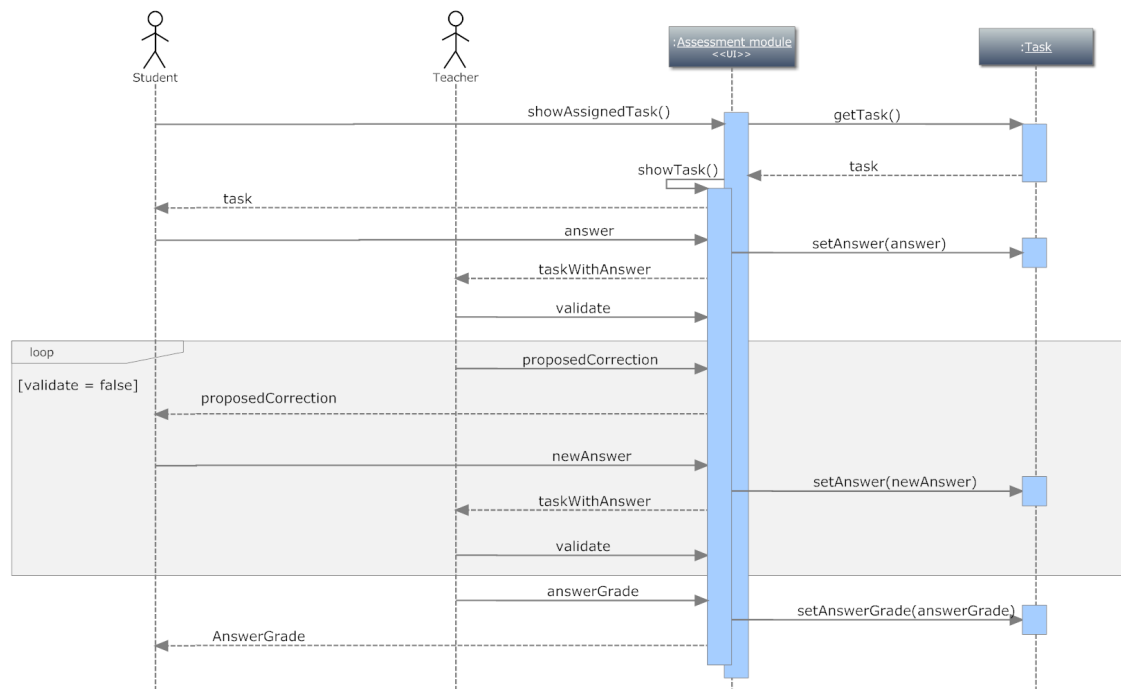 :Assessment module
<<UI>>
:Task
Student
Teacher
showAssignedTask()
getTask()
showTask()
task
task
answer
setAnswer(answer)
taskWithAnswer
validate
loop
proposedCorrection
[validate = false]
proposedCorrection
newAnswer
setAnswer(newAnswer)
taskWithAnswer
validate
answerGrade
setAnswerGrade(answerGrade)
AnswerGrade